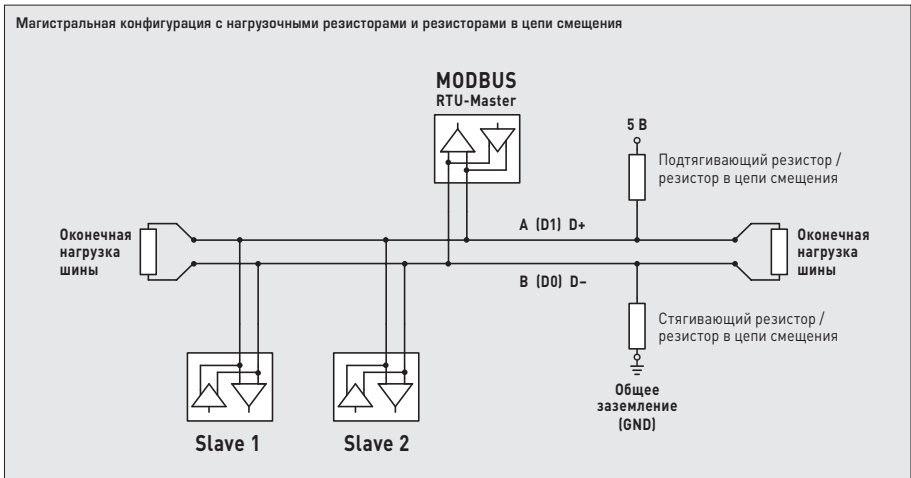 Магистральная конфигурация с нагрузочными резисторами и резисторами в цепи смещения
MODBUS
RTU-Master
5 В
Подтягивающий резистор /
резистор в цепи смещения
Оконечная
нагрузка
шины
A (D1) D+
Оконечная
нагрузка
шины
B (D0) D–
Стягивающий резистор /
резистор в цепи смещения
Общее
заземление
(GND)
Slave 1
Slave 2